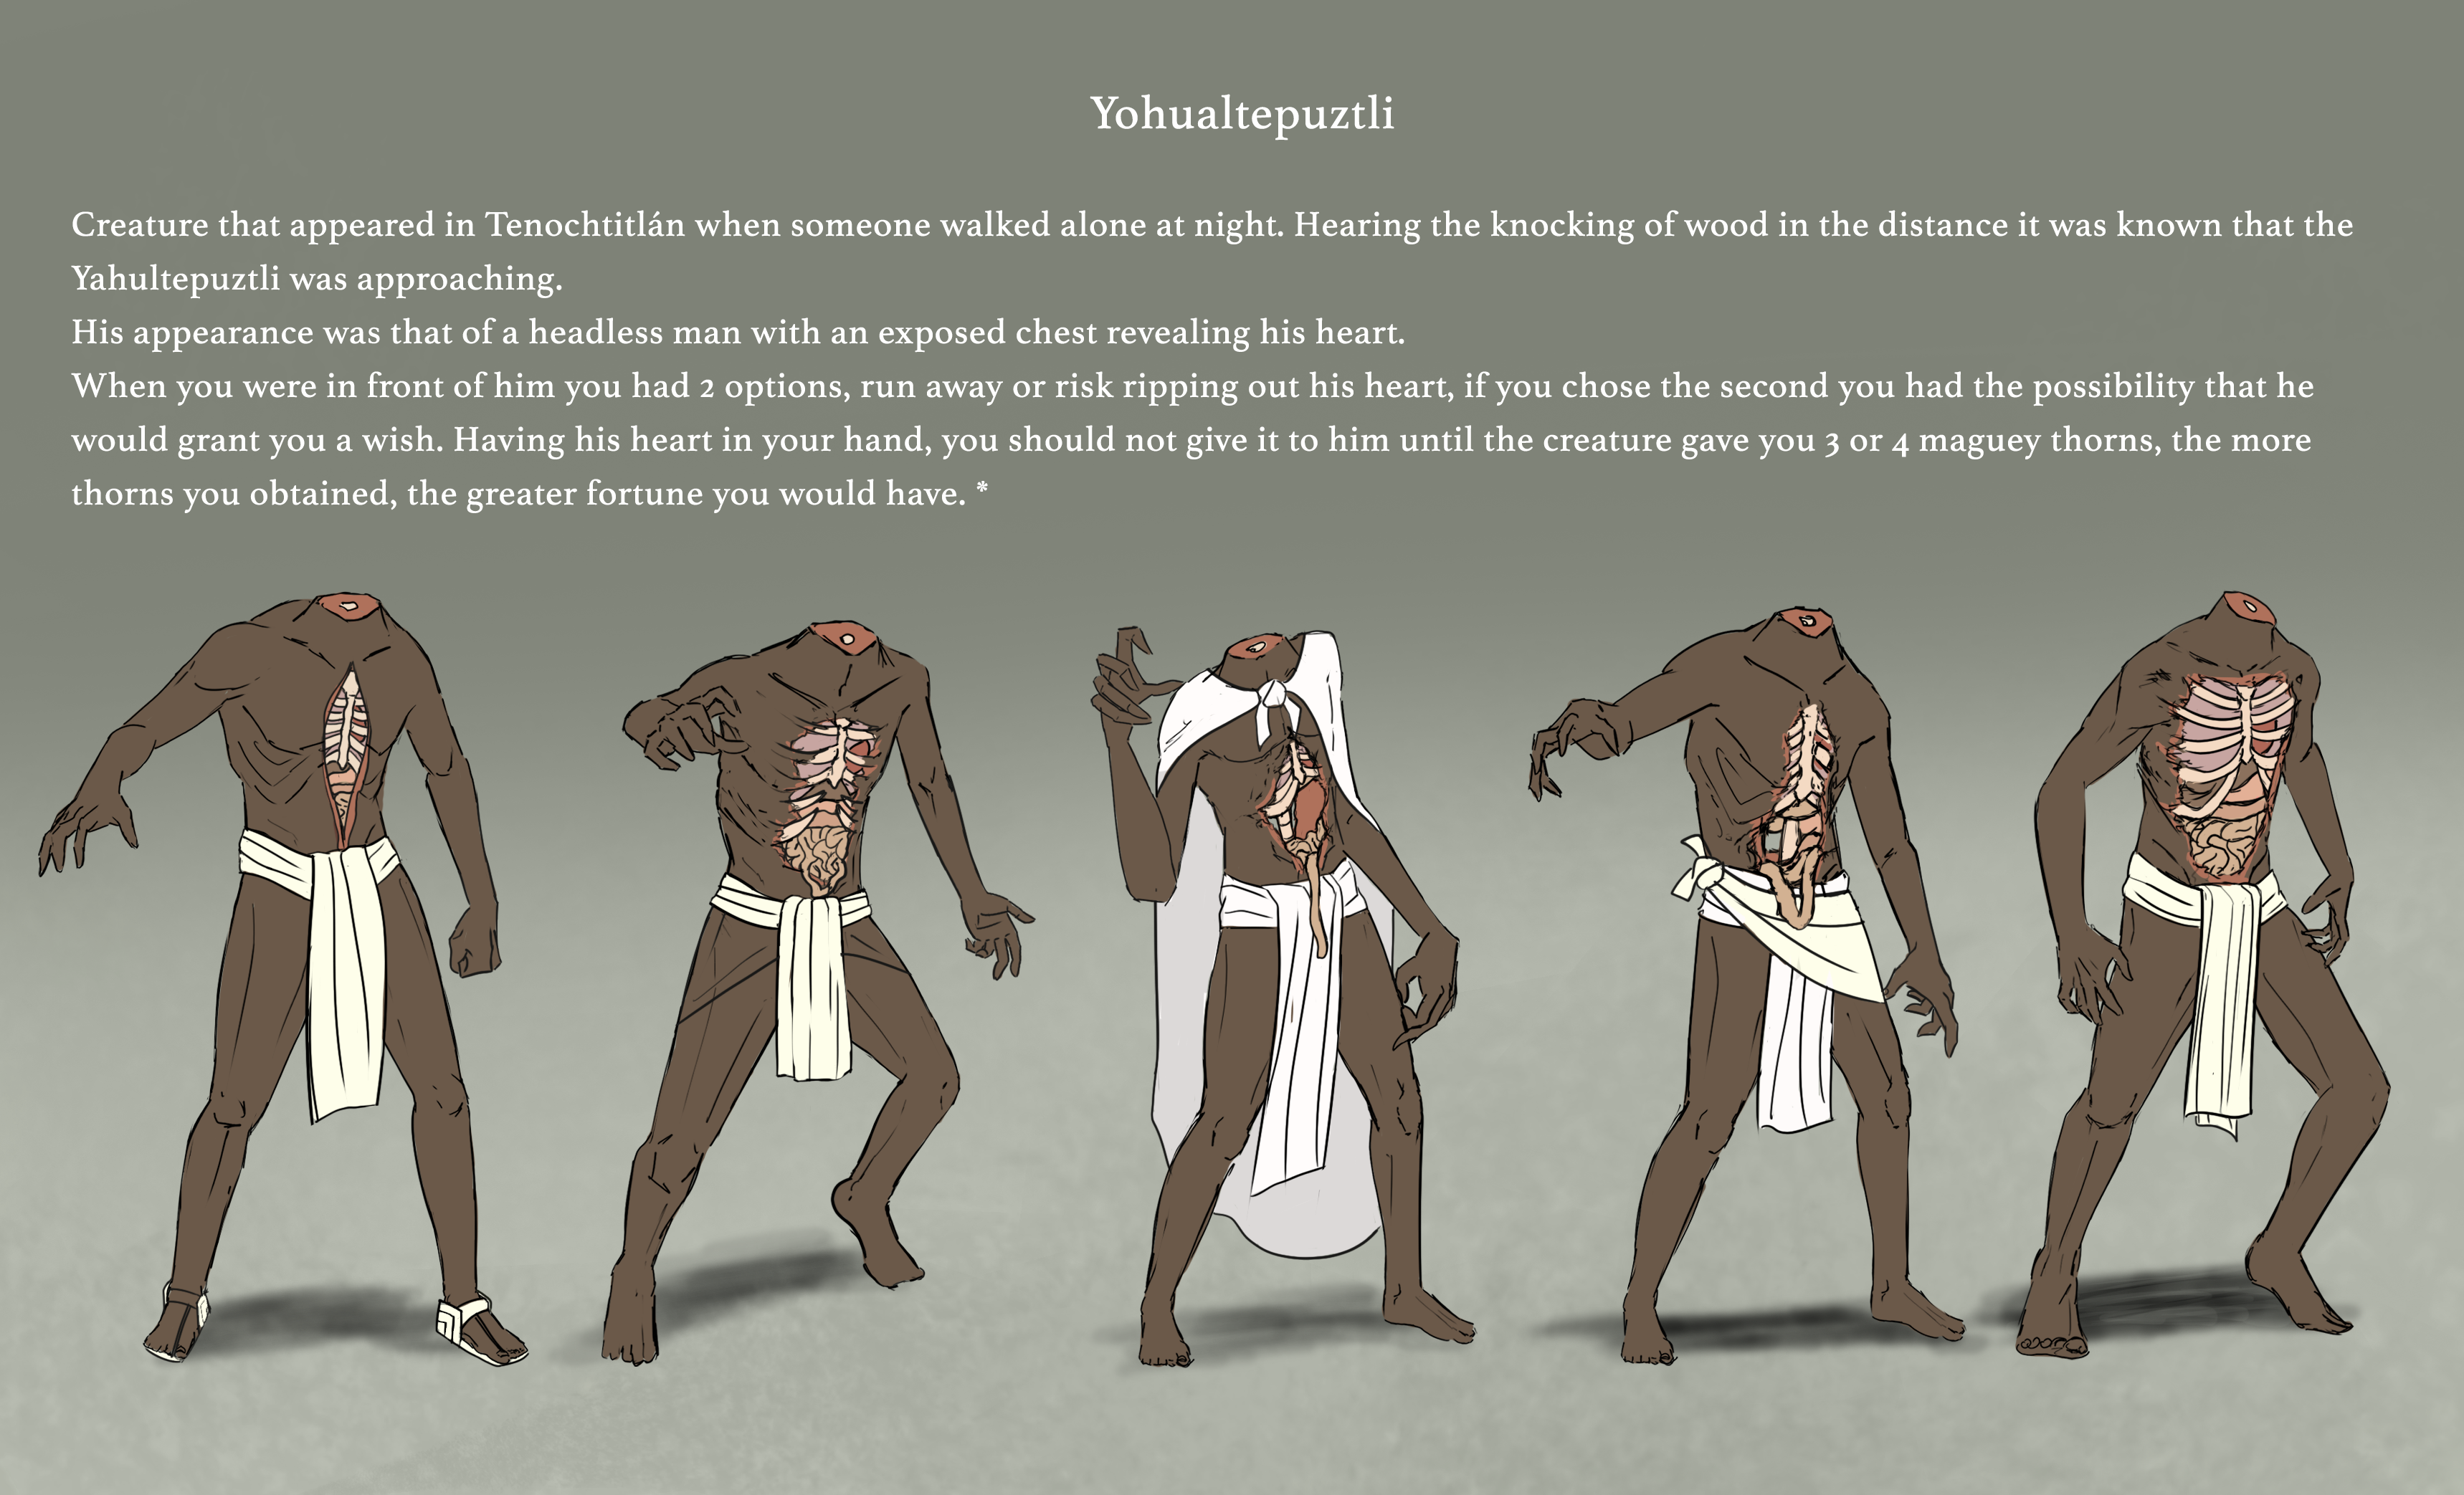 Yohualtepuztli
Creature that appeared in Tenochtitlán when someone walked alone at night. Hearing the knocking of wood in the distance it was known that the
Yahultepuztli was approaching.
His appearance was that of a headless man with an exposed chest revealing his heart.
When you were in front of him you had 2 options, run away or risk ripping out his heart, if you chose the second you had the possibility that he
would grant you a wish. Having his heart in your hand, you should not give it to him until the creature gave you 3 or 4 maguey thorns, the more
thorns you obtained, the greater fortune you would have. *